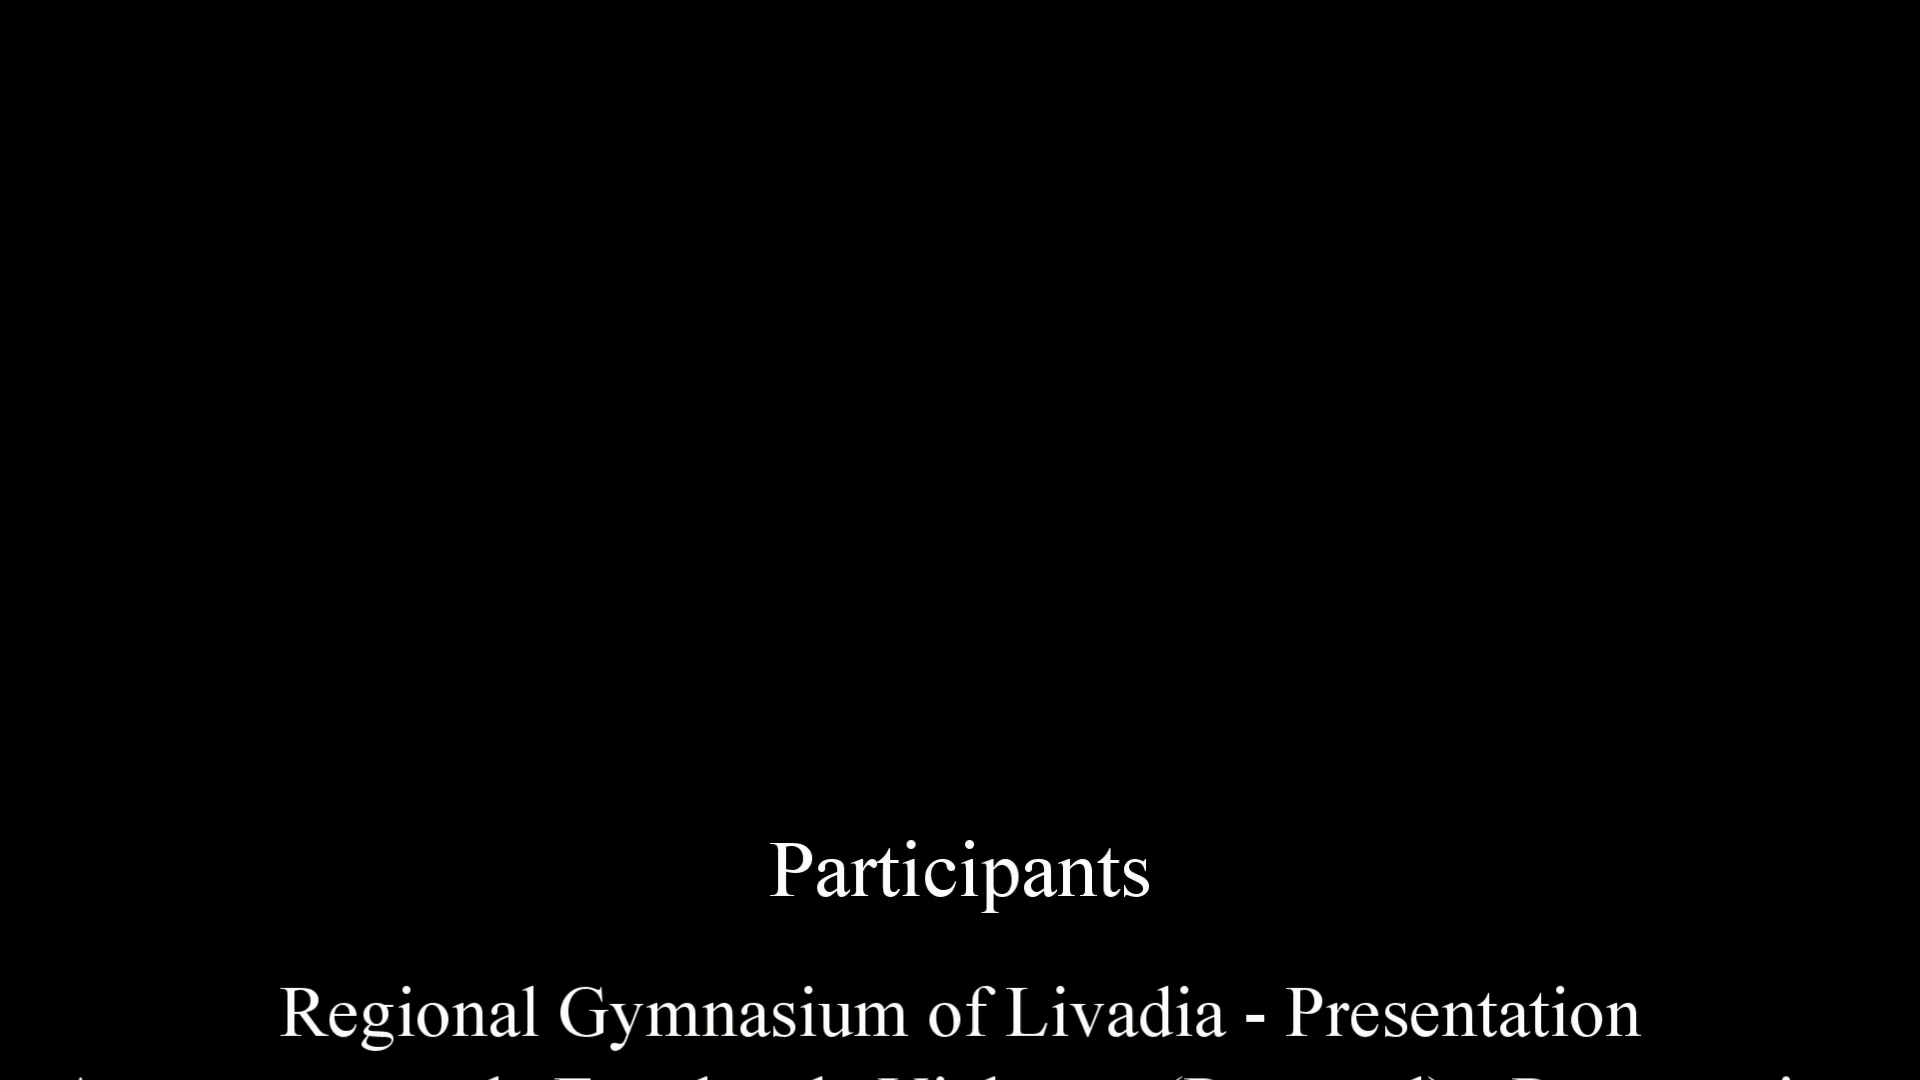 Participants
Regional Gymnasium of Livadia - Presentation